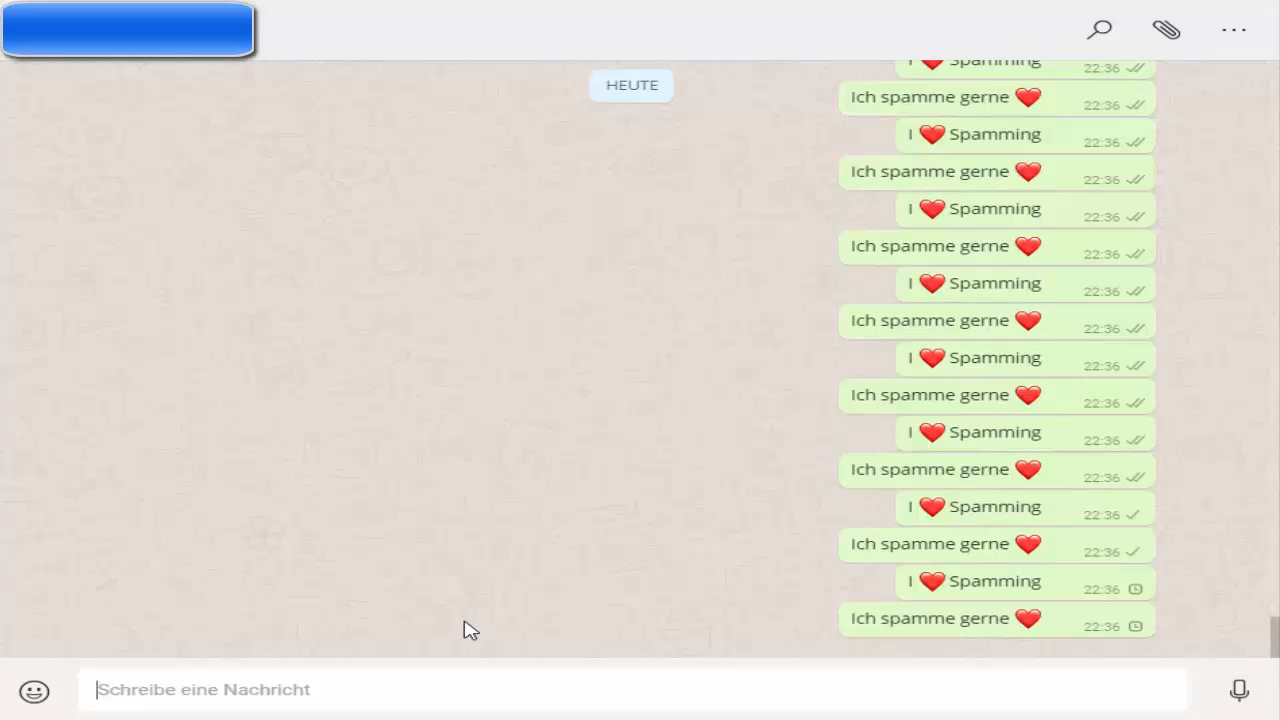 I ❤️ Spamming 22:36
HEUTE
Ich spamme gerne ❤️ 22:36
I ❤️ Spamming 22:36
Ich spamme gerne ❤️ 22:36
I ❤️ Spamming 22:36
Ich spamme gerne ❤️ 22:36
I ❤️ Spamming 22:36
Ich spamme gerne ❤️ 22:36
I ❤️ Spamming 22:36
Ich spamme gerne ❤️ 22:36
I ❤️ Spamming 22:36
Ich spamme gerne ❤️ 22:36
I ❤️ Spamming 22:36
Ich spamme gerne ❤️ 22:36
I ❤️ Spamming 22:36
Ich spamme gerne ❤️ 22:36
Schreibe eine Nachricht